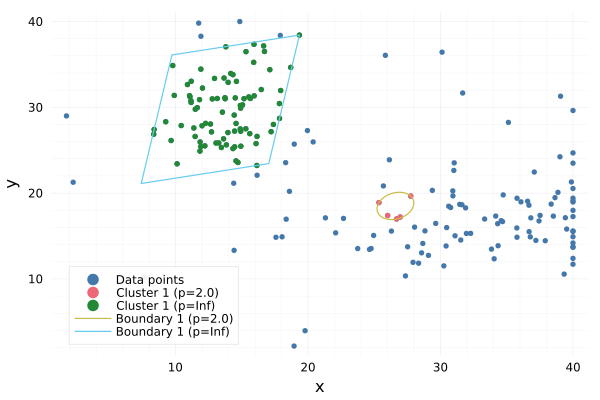 40
30
y
20
10
Data points
Cluster 1 (p=2.0)
Cluster 1 (p=Inf)
Boundary 1 (p=2.0)
Boundary 1 (p=Inf)
10 20 30 40
x